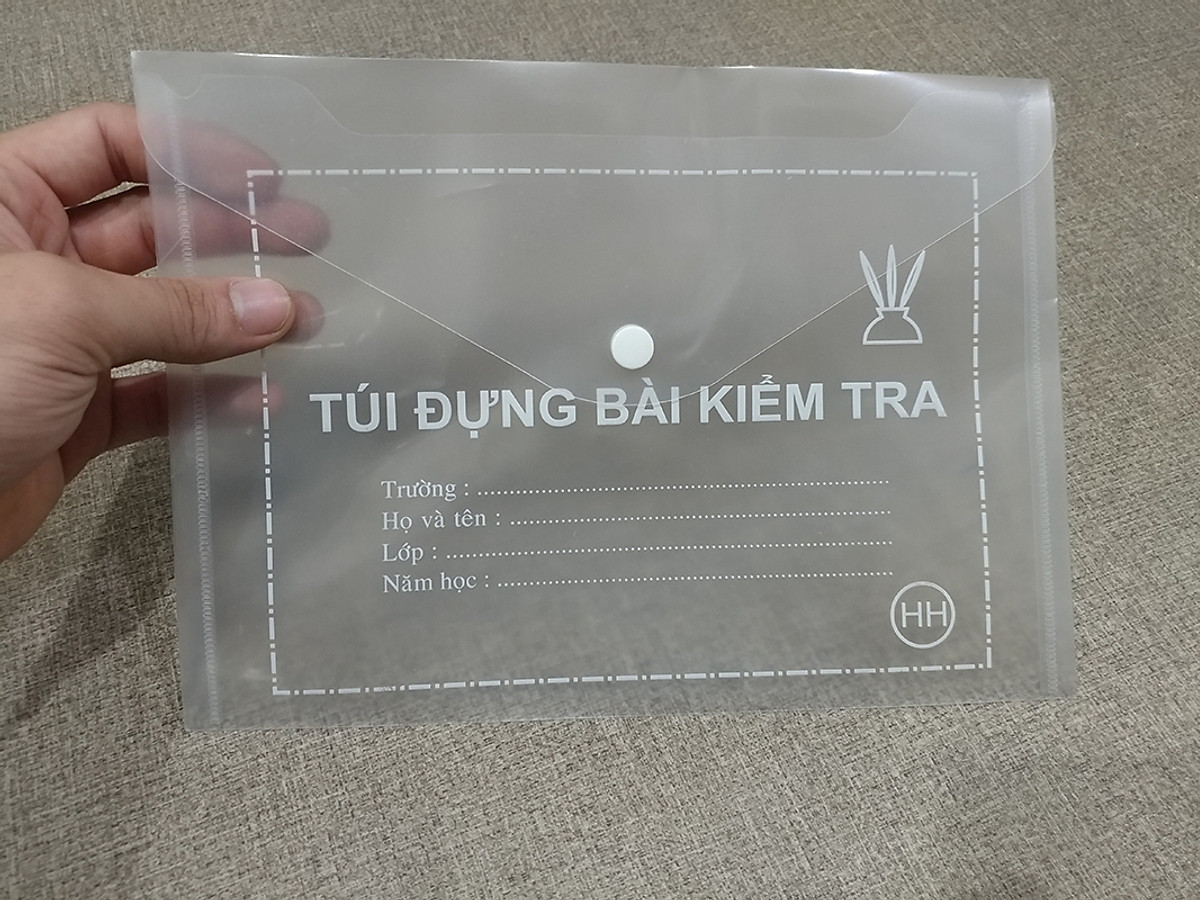 TÚI ĐỰNG BÀI KIỂM TRA
Trường : ........................................................................
Họ và tên : ..................................................................
Lớp : .............................................................................
Năm học : ....................................................................
HH